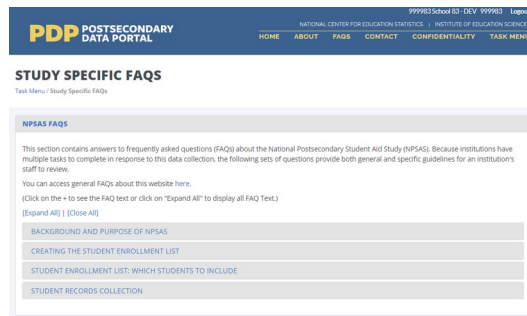 999983 School 83 - DEV 999983 Logou
NATIONAL CENTER FOR EDUCATION STATISTICS | INSTITUTE OF EDUCATION SCIENCE
PDP POSTSECONDARY
DATA PORTAL
HOME ABOUT FAQS CONTACT CONFIDENTIALITY TASK MENU
STUDY SPECIFIC FAQS
Task Menu / Study Specific FAQs
NPSAS FAQS
This section contains answers to frequently asked questions (FAQs) about the National Postsecondary Student Aid Study (NPSAS). Because institutions have
multiple tasks to complete in response to this data collection, the following sets of questions provide both general and specific guidelines for an institution's
staff to review.
You can access general FAQs about this website here.
(Click on the + to see the FAQ text or click on "Expand All" to display all FAQ Text.)
[Expand All] | [Close All]
BACKGROUND AND PURPOSE OF NPSAS
CREATING THE STUDENT ENROLLMENT LIST
STUDENT ENROLLMENT LIST: WHICH STUDENTS TO INCLUDE
STUDENT RECORDS COLLECTION